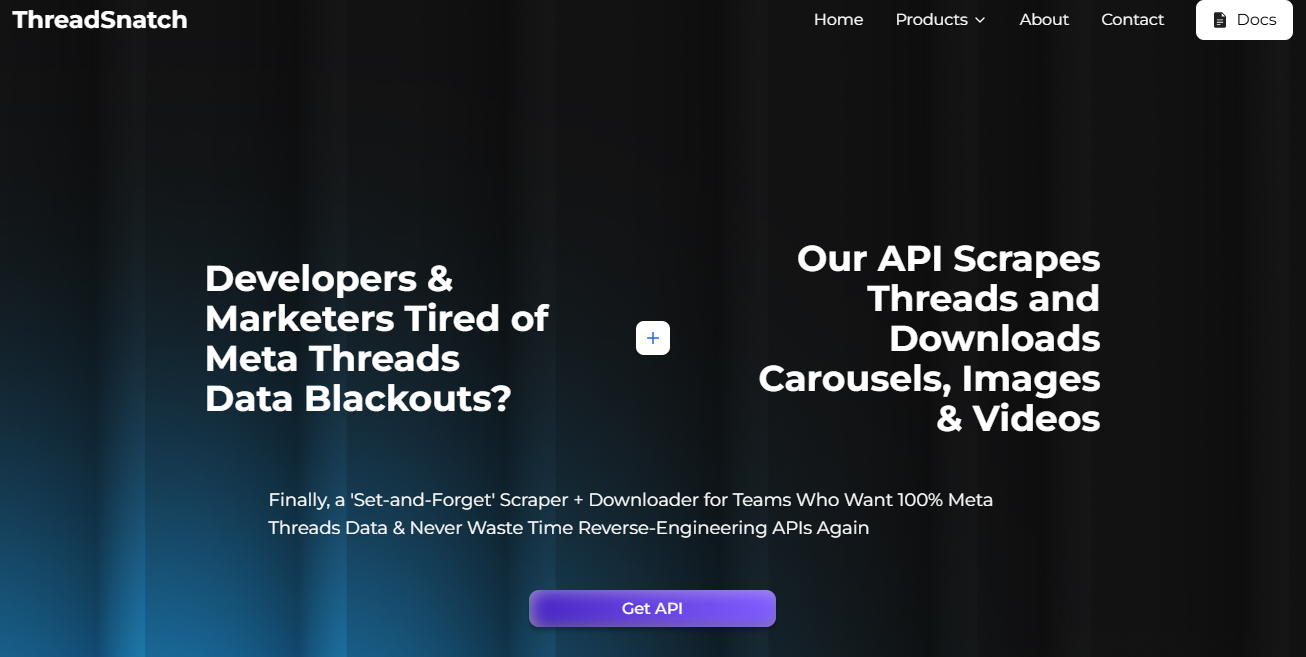 ThreadSnatch
Home
Products
About
Contact
Docs
Developers &
Marketers Tired of
Meta Threads
Data Blackouts?
Our API Scrapes
Threads and
Downloads
Carousels, Images
& Videos
Finally, a 'Set-and-Forget' Scraper + Downloader for Teams Who Want 100% Meta
Threads Data & Never Waste Time Reverse-Engineering APIs Again
Get API